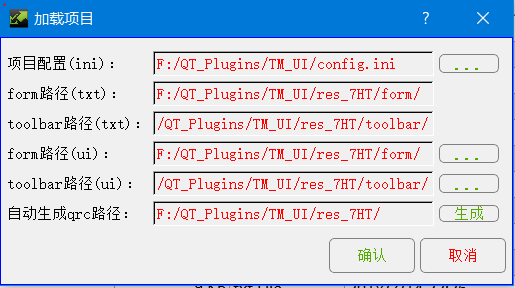 加载项目
项目配置(ini)： F:/QT_Plugins/TM_UI/config.ini ...
form路径(txt)： F:/QT_Plugins/TM_UI/res_7HT/form/
toolbar路径(txt)： /QT_Plugins/TM_UI/res_7HT/toolbar/
form路径(ui)： F:/QT_Plugins/TM_UI/res_7HT/form/ ...
toolbar路径(ui)： /QT_Plugins/TM_UI/res_7HT/toolbar/ ...
自动生成qrc路径： F:/QT_Plugins/TM_UI/res_7HT/ 生成
确认 取消